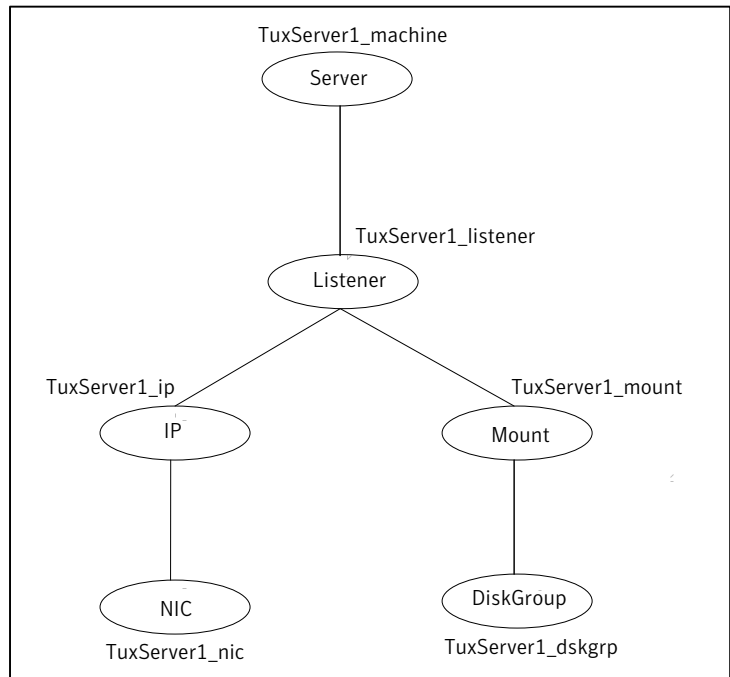 TuxServer1_machine
Server
TuxServer1_listener
Listener
TuxServer1_ip
TuxServer1_mount
IP
Mount
NIC
DiskGroup
TuxServer1_nic
TuxServer1_dskgrp